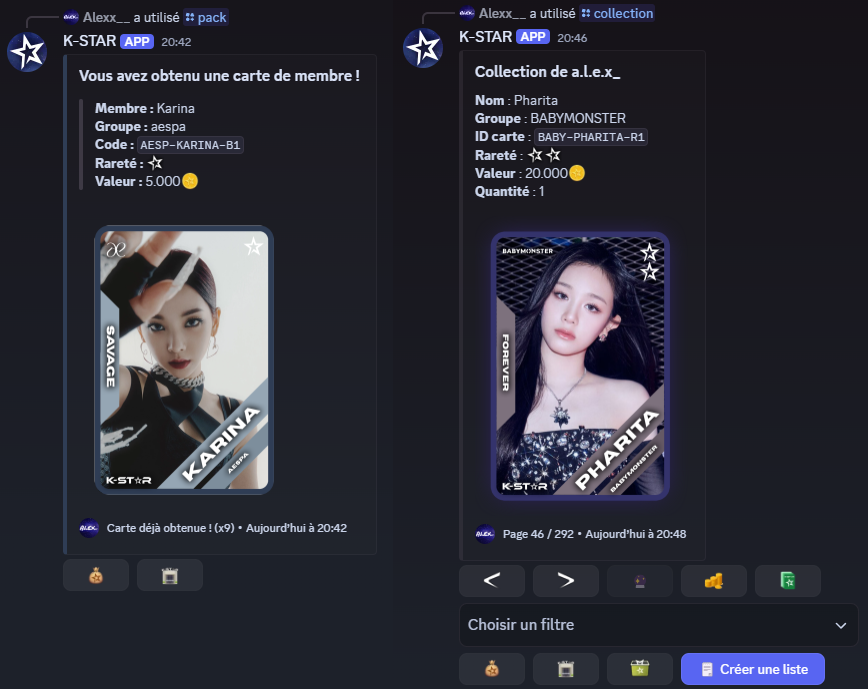 Alexx__ a utilisé pack
K-STAR APP 20:42
Vous avez obtenu une carte de membre !
Membre : Karina
Groupe : aespa
Code : AESP-KARINA-B1
Rareté :
Valeur : 5.000
æ
SAVAGE
KARINA
AESPA
K-ST☆R
ALEX_ Carte déjà obtenue ! (x9) • Aujourd'hui à 20:42
Alexx__ a utilisé collection
K-STAR APP 20:46
Collection de a.l.e.x_
Nom : Pharita
Groupe : BABYMONSTER
ID carte : BABY-PHARITA-R1
Rareté :
Valeur : 20.000
Quantité : 1
BABYMONSTER
FOREVER
PHARITA
BABYMONSTER
K-ST☆R
ALEX_ Page 46 / 292 • Aujourd'hui à 20:48
Choisir un filtre
Créer une liste